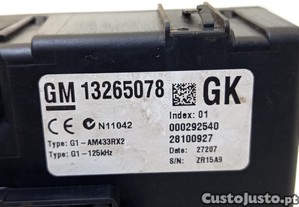 GM 13265078 GK
Index: 01
N11042
000292540
28100927
Type: G1-AM433RX2
Type: G1-125kHz
Date: 27207
S/N: ZR15A9
CustoJusto.pt